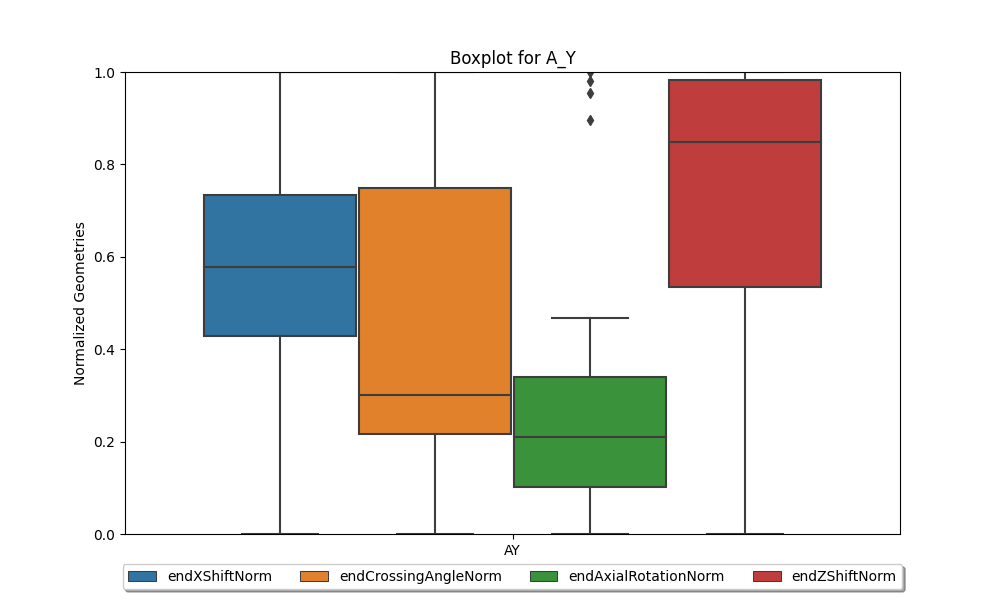 Boxplot for A_Y
Normalized Geometries
1.0
0.8
0.6
0.4
0.2
0.0
AY
endXShiftNorm endCrossingAngleNorm endAxialRotationNorm endZShiftNorm